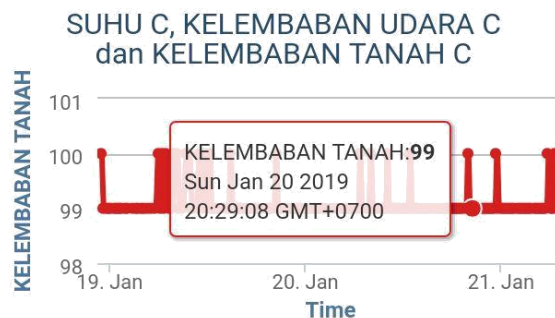 SUHU C, KELEMBABAN UDARA C
dan KELEMBABAN TANAH C
KELEMBABAN TANAH
101
100
99
98
KELEMBABAN TANAH:99
Sun Jan 20 2019
20:29:08 GMT+0700
19. Jan
20. Jan
21. Jan
Time